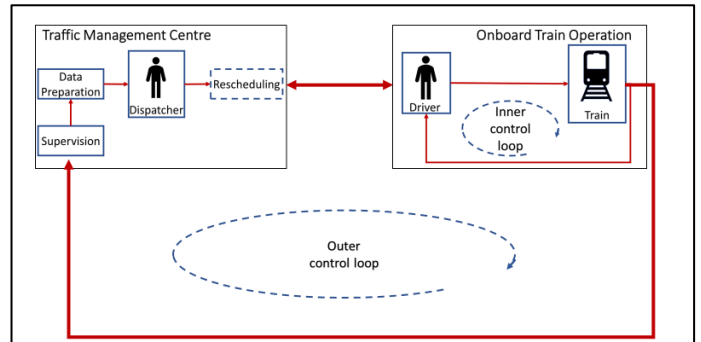 Traffic Management Centre
Onboard Train Operation
Data
Preparation
Dispatcher
Rescheduling
Supervision
Driver
Train
Inner
control
loop
Outer
control loop